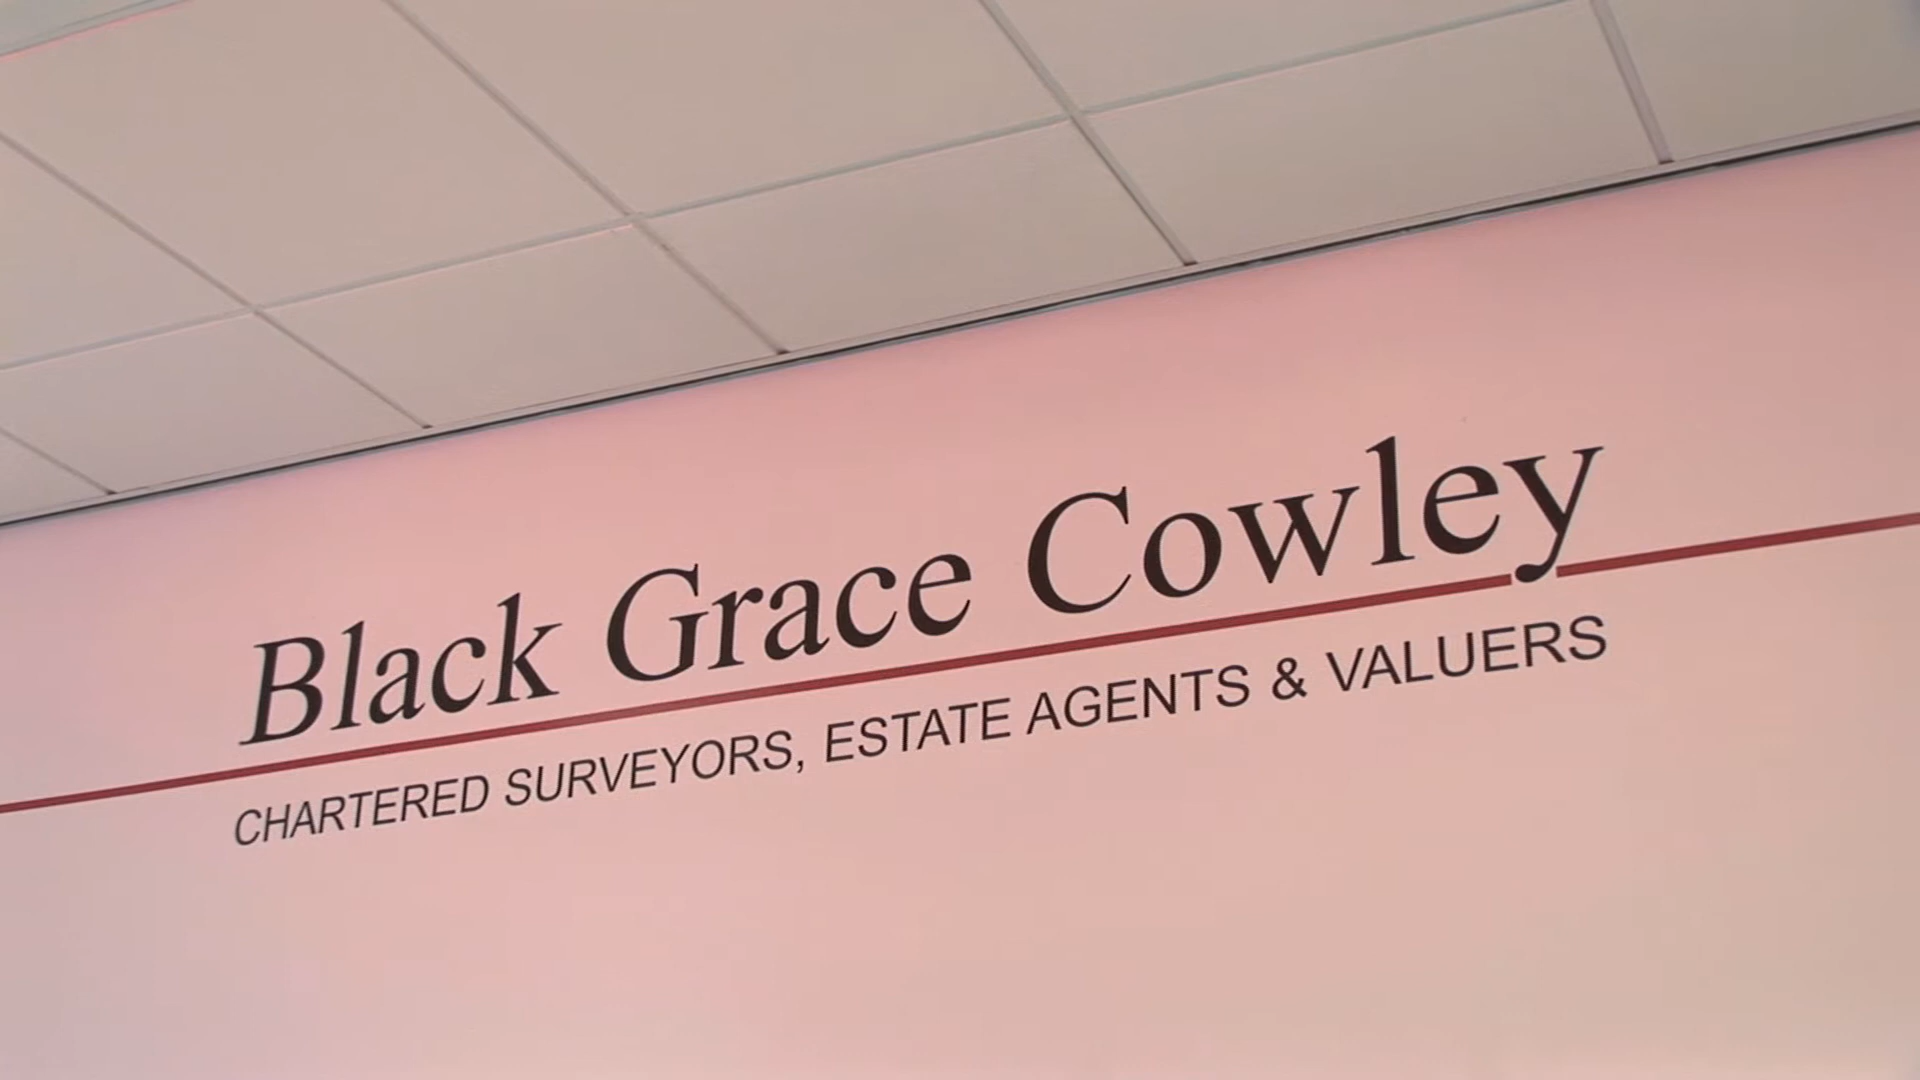 Black Grace Cowley
CHARTERED SURVEYORS, ESTATE AGENTS & VALUERS